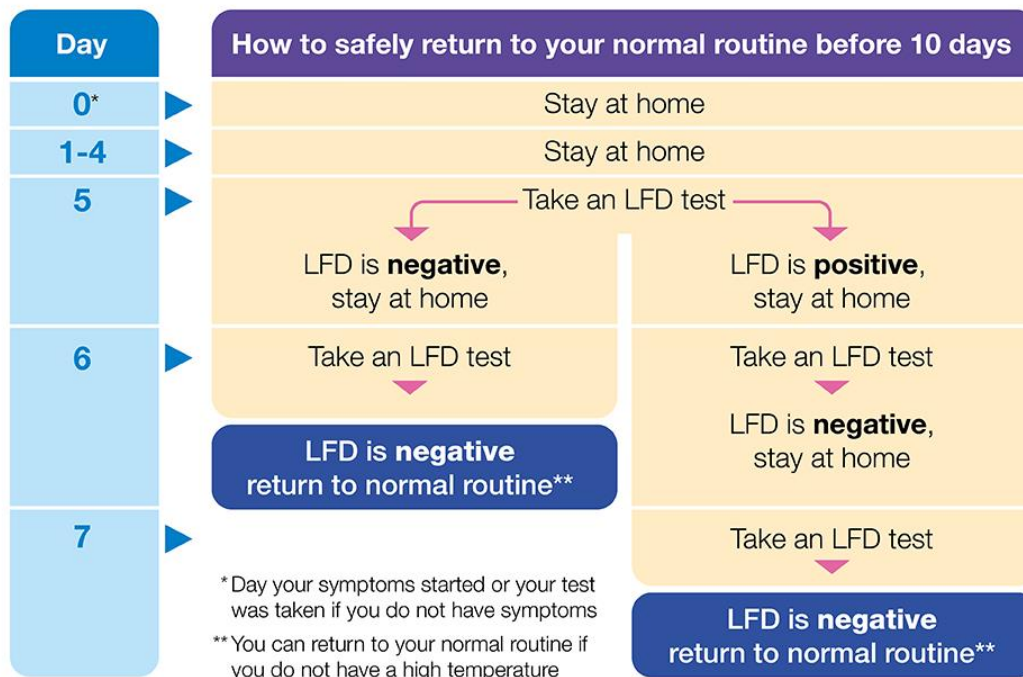 Day
How to safely return to your normal routine before 10 days
0*
Stay at home
1-4
Stay at home
5
Take an LFD test
LFD is negative,
stay at home
LFD is positive,
stay at home
6
Take an LFD test
LFD is negative
return to normal routine**
Take an LFD test
LFD is negative,
stay at home
7
Take an LFD test
LFD is negative
return to normal routine**
* Day your symptoms started or your test
was taken if you do not have symptoms
** You can return to your normal routine if
you do not have a high temperature